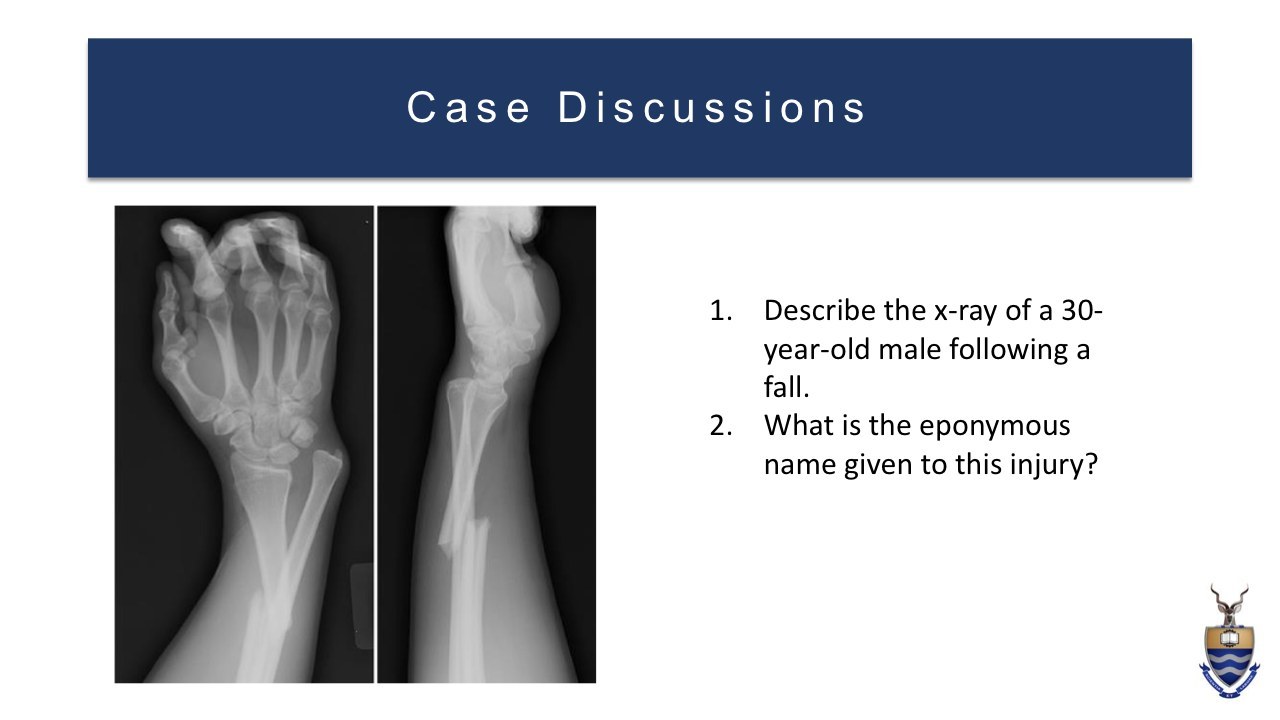 Case Discussions
1. Describe the x-ray of a 30-
year-old male following a
fall.
2. What is the eponymous
name given to this injury?